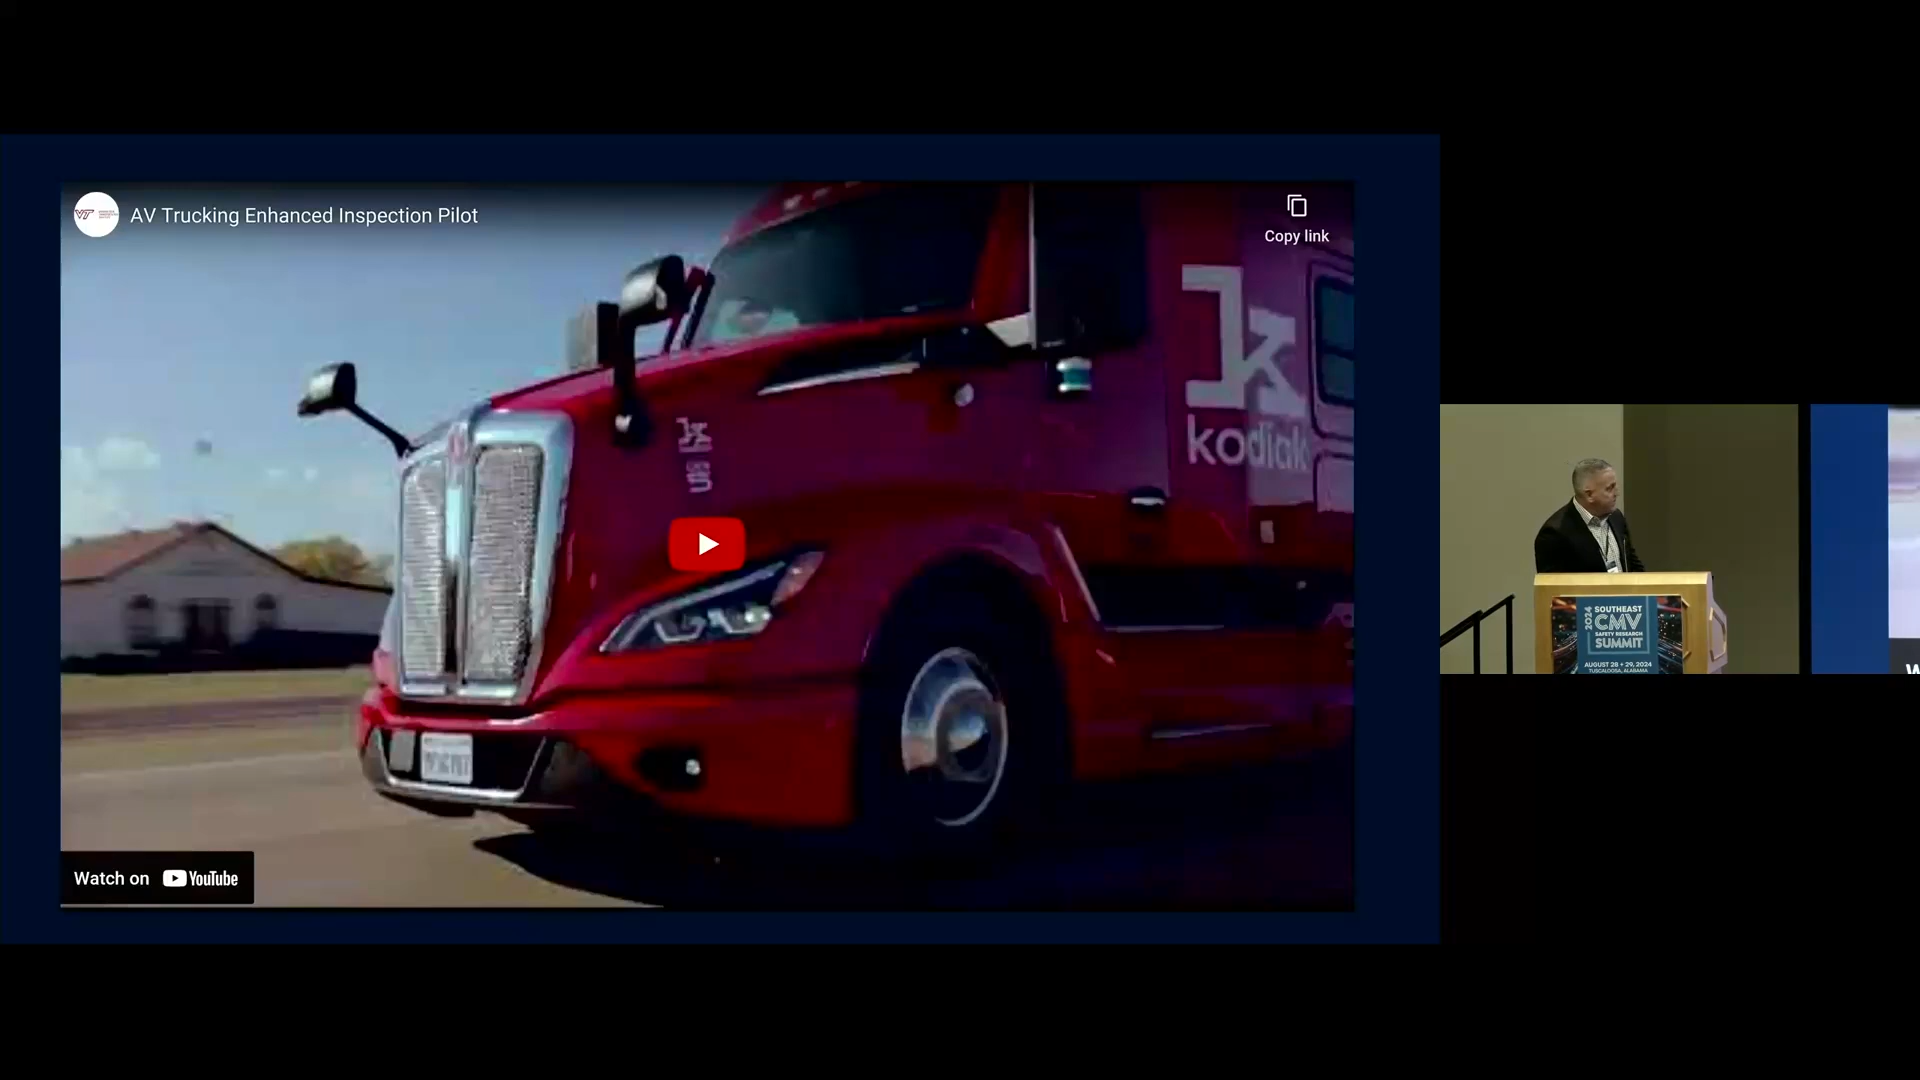 VT
AV Trucking Enhanced Inspection Pilot
Copy link
k
kodiak
k
Watch on YouTube
2024
SOUTHEAST
CMV
SAFETY RESEARCH
SUMMIT
AUGUST 28 + 29, 2024
TUSCALOOSA, ALABAMA
W